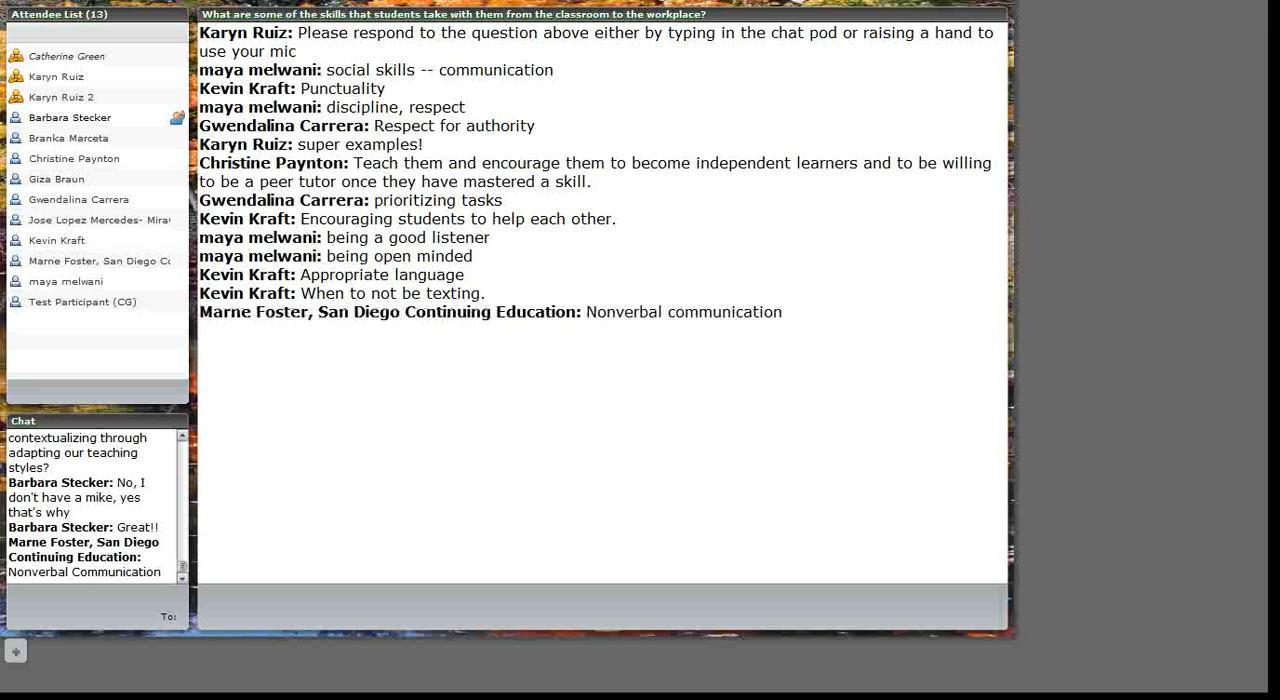 Attendee List (13)
Catherine Green
Karyn Ruiz
Karyn Ruiz 2
Barbara Stecker
Branka Marceta
Christine Paynton
Giza Braun
Gwendalina Carrera
Jose Lopez Mercedes- Mira
Kevin Kraft
Marne Foster, San Diego Co
maya melwani
Test Participant (CG)
Chat
contextualizing through
adapting our teaching
styles?
Barbara Stecker: No, I
don't have a mike, yes
that's why
Barbara Stecker: Great!!
Marne Foster, San Diego
Continuing Education:
Nonverbal Communication
To:
What are some of the skills that students take with them from the classroom to the workplace?
Karyn Ruiz: Please respond to the question above either by typing in the chat pod or raising a hand to
use your mic
maya melwani: social skills -- communication
Kevin Kraft: Punctuality
maya melwani: discipline, respect
Gwendalina Carrera: Respect for authority
Karyn Ruiz: super examples!
Christine Paynton: Teach them and encourage them to become independent learners and to be willing
to be a peer tutor once they have mastered a skill.
Gwendalina Carrera: prioritizing tasks
Kevin Kraft: Encouraging students to help each other.
maya melwani: being a good listener
maya melwani: being open minded
Kevin Kraft: Appropriate language
Kevin Kraft: When to not be texting.
Marne Foster, San Diego Continuing Education: Nonverbal communication